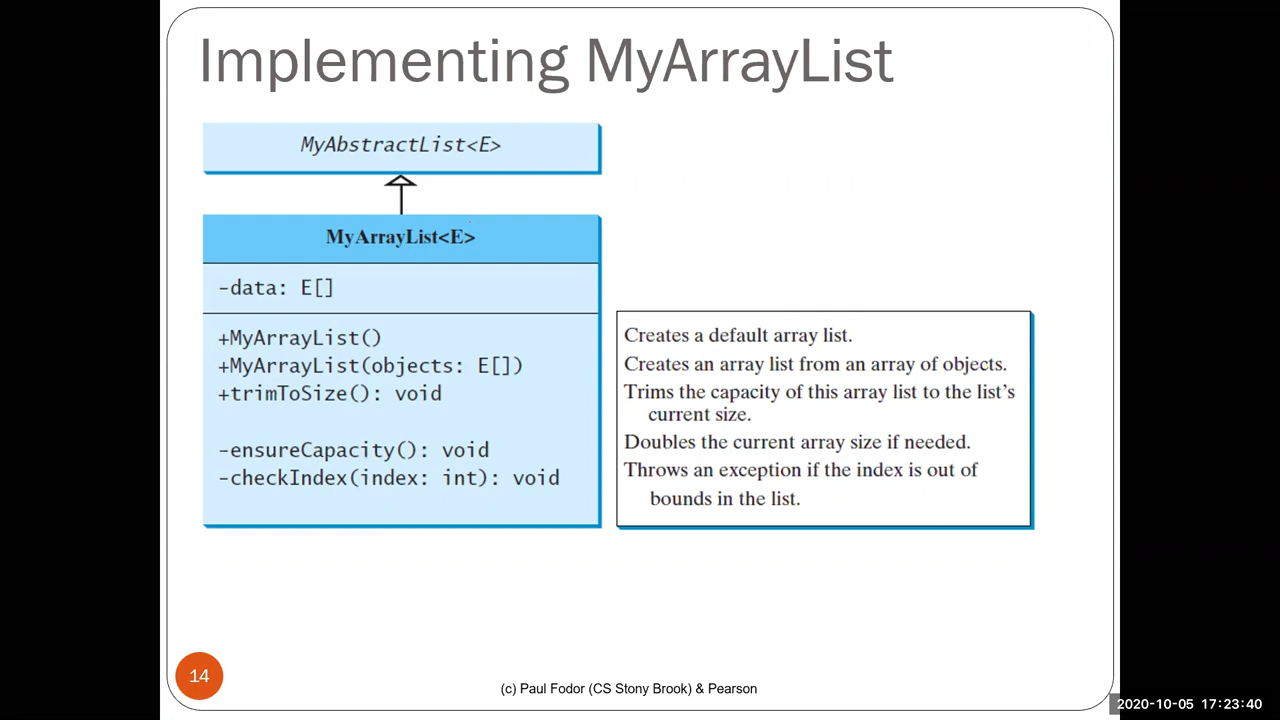 Implementing MyArrayList
MyAbstractList<E>
MyArrayList<E>
-data: E[]
+MyArrayList()
+MyArrayList(objects: E[])
+trimToSize(): void
-ensureCapacity(): void
-checkIndex(index: int): void
Creates a default array list.
Creates an array list from an array of objects.
Trims the capacity of this array list to the list's
current size.
Doubles the current array size if needed.
Throws an exception if the index is out of
bounds in the list.
14
(c) Paul Fodor (CS Stony Brook) & Pearson
2020-10-05 17:23:40